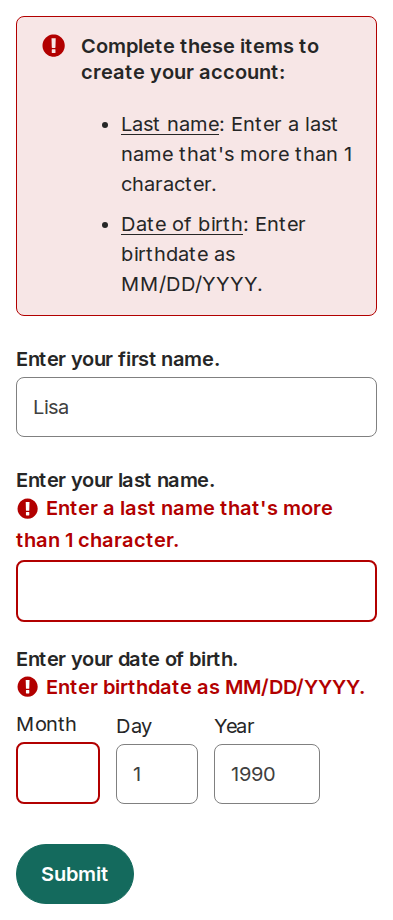 Complete these items to
create your account:
Last name: Enter a last
name that's more than 1
character.
Date of birth: Enter
birthdate as
MM/DD/YYYY.
Enter your first name.
Lisa
Enter your last name.
Enter a last name that's more
than 1 character.
Enter your date of birth.
Enter birthdate as MM/DD/YYYY.
Month Day Year
1 1990
Submit